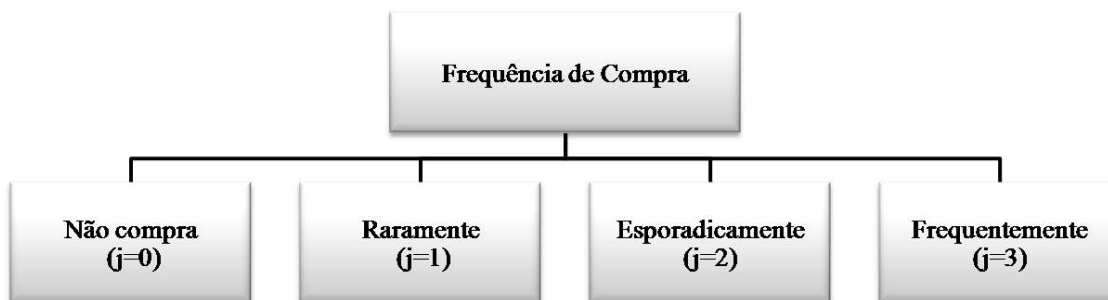 Frequência de Compra
Não compra
(j=0)
Raramente
(j=1)
Esporadicamente
(j=2)
Frequentemente
(j=3)